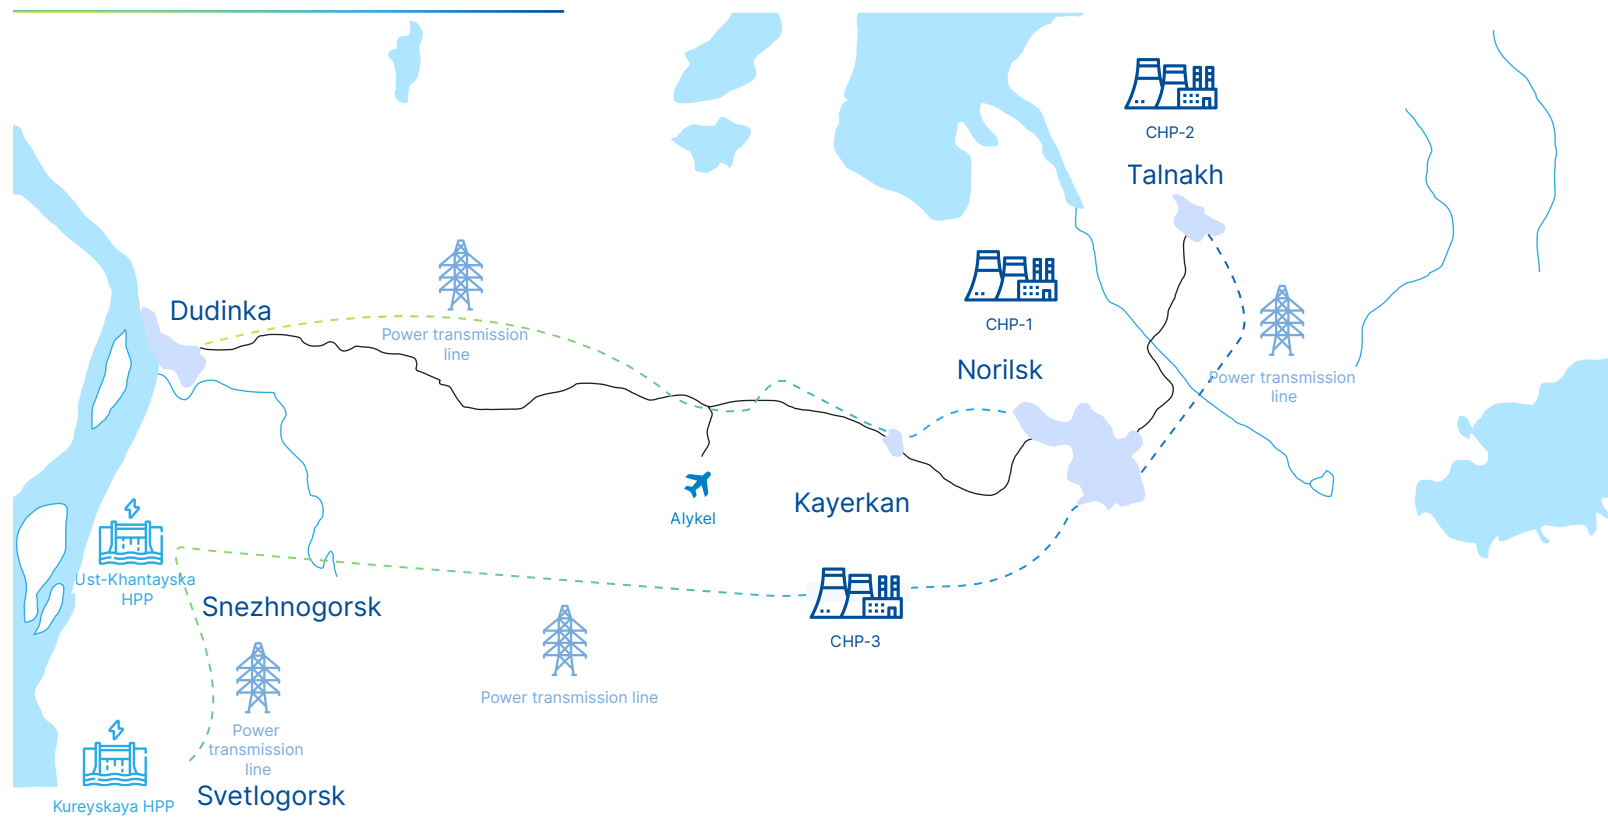 CHP-2
Talnakh
CHP-1
Dudinka
Power transmission
line
Norilsk
Power transmission
line
Kayerkan
Alykel
Ust-Khantayska
HPP
Snezhnogorsk
CHP-3
Power transmission line
Power
transmission
line
Svetlogorsk
Kureyskaya HPP